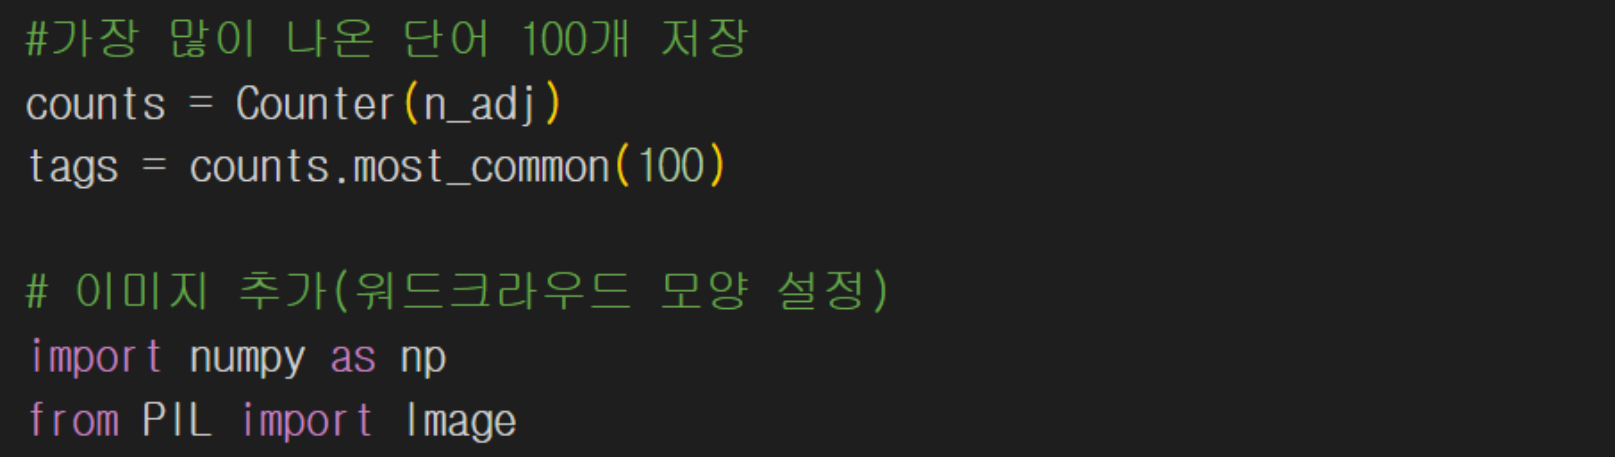 #가장 많이 나온 단어 100개 저장
counts = Counter(n_adj)
tags = counts.most_common(100)
# 이미지 추가(워드크라우드 모양 설정)
import numpy as np
from PIL import Image